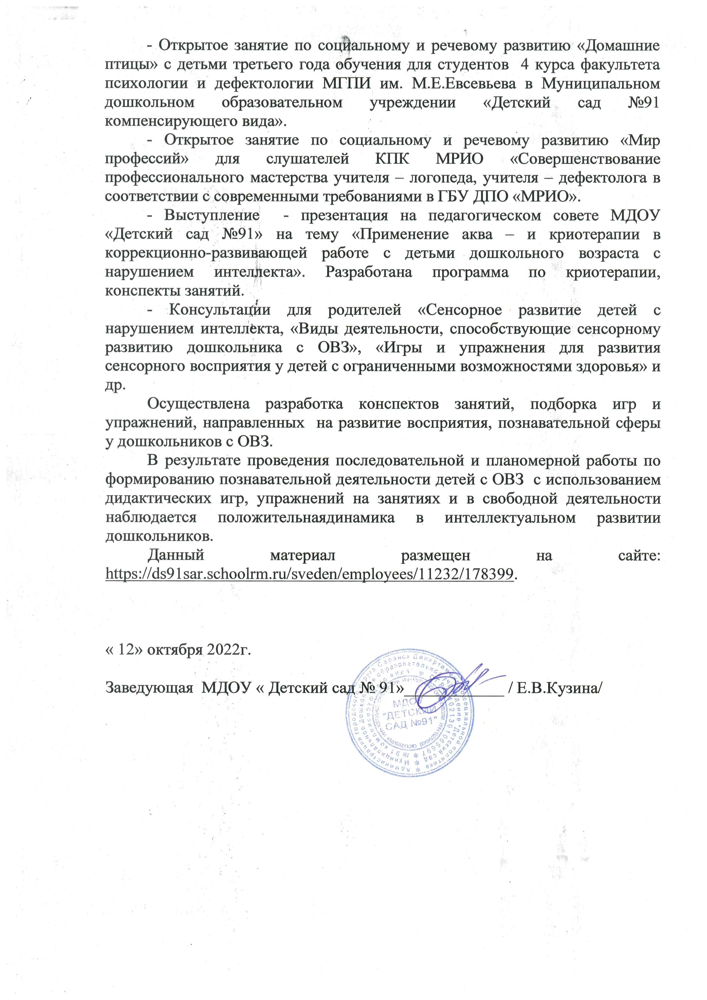 - Открытое занятие по социальному и речевому развитию «Домашние
птицы» с детьми третьего года обучения для студентов 4 курса факультета
психологии и дефектологии МГПИ им. М.Е.Евсевьева в Муниципальном
дошкольном образовательном учреждении «Детский сад №91
компенсирующего вида».
- Открытое занятие по социальному и речевому развитию «Мир
профессий» для слушателей КПК МРИО «Совершенствование
профессионального мастерства учителя – логопеда, учителя – дефектолога в
соответствии с современными требованиями в ГБУ ДПО «МРИО».
- Выступление - презентация на педагогическом совете МДОУ
«Детский сад №91» на тему «Применение аква – и криотерапии в
коррекционно-развивающей работе с детьми дошкольного возраста с
нарушением интеллекта». Разработана программа по криотерапии,
конспекты занятий.
- Консультации для родителей «Сенсорное развитие детей с
нарушением интеллекта, «Виды деятельности, способствующие сенсорному
развитию дошкольника с ОВЗ», «Игры и упражнения для развития
сенсорного восприятия у детей с ограниченными возможностями здоровья» и
др.
Осуществлена разработка конспектов занятий, подборка игр и
упражнений, направленных на развитие восприятия, познавательной сферы
у дошкольников с ОВЗ.
В результате проведения последовательной и планомерной работы по
формированию познавательной деятельности детей с ОВЗ с использованием
дидактических игр, упражнений на занятиях и в свободной деятельности
наблюдается положительнаядинамика в интеллектуальном развитии
дошкольников.
Данный материал размещен на сайте:
https://ds91sar.schoolrm.ru/sveden/employees/11232/178399.
« 12» октября 2022г.
Заведующая МДОУ « Детский сад № 91»____________ / Е.В.Кузина/
МДОУ
"ДЕТСКИЙ
САД №91"